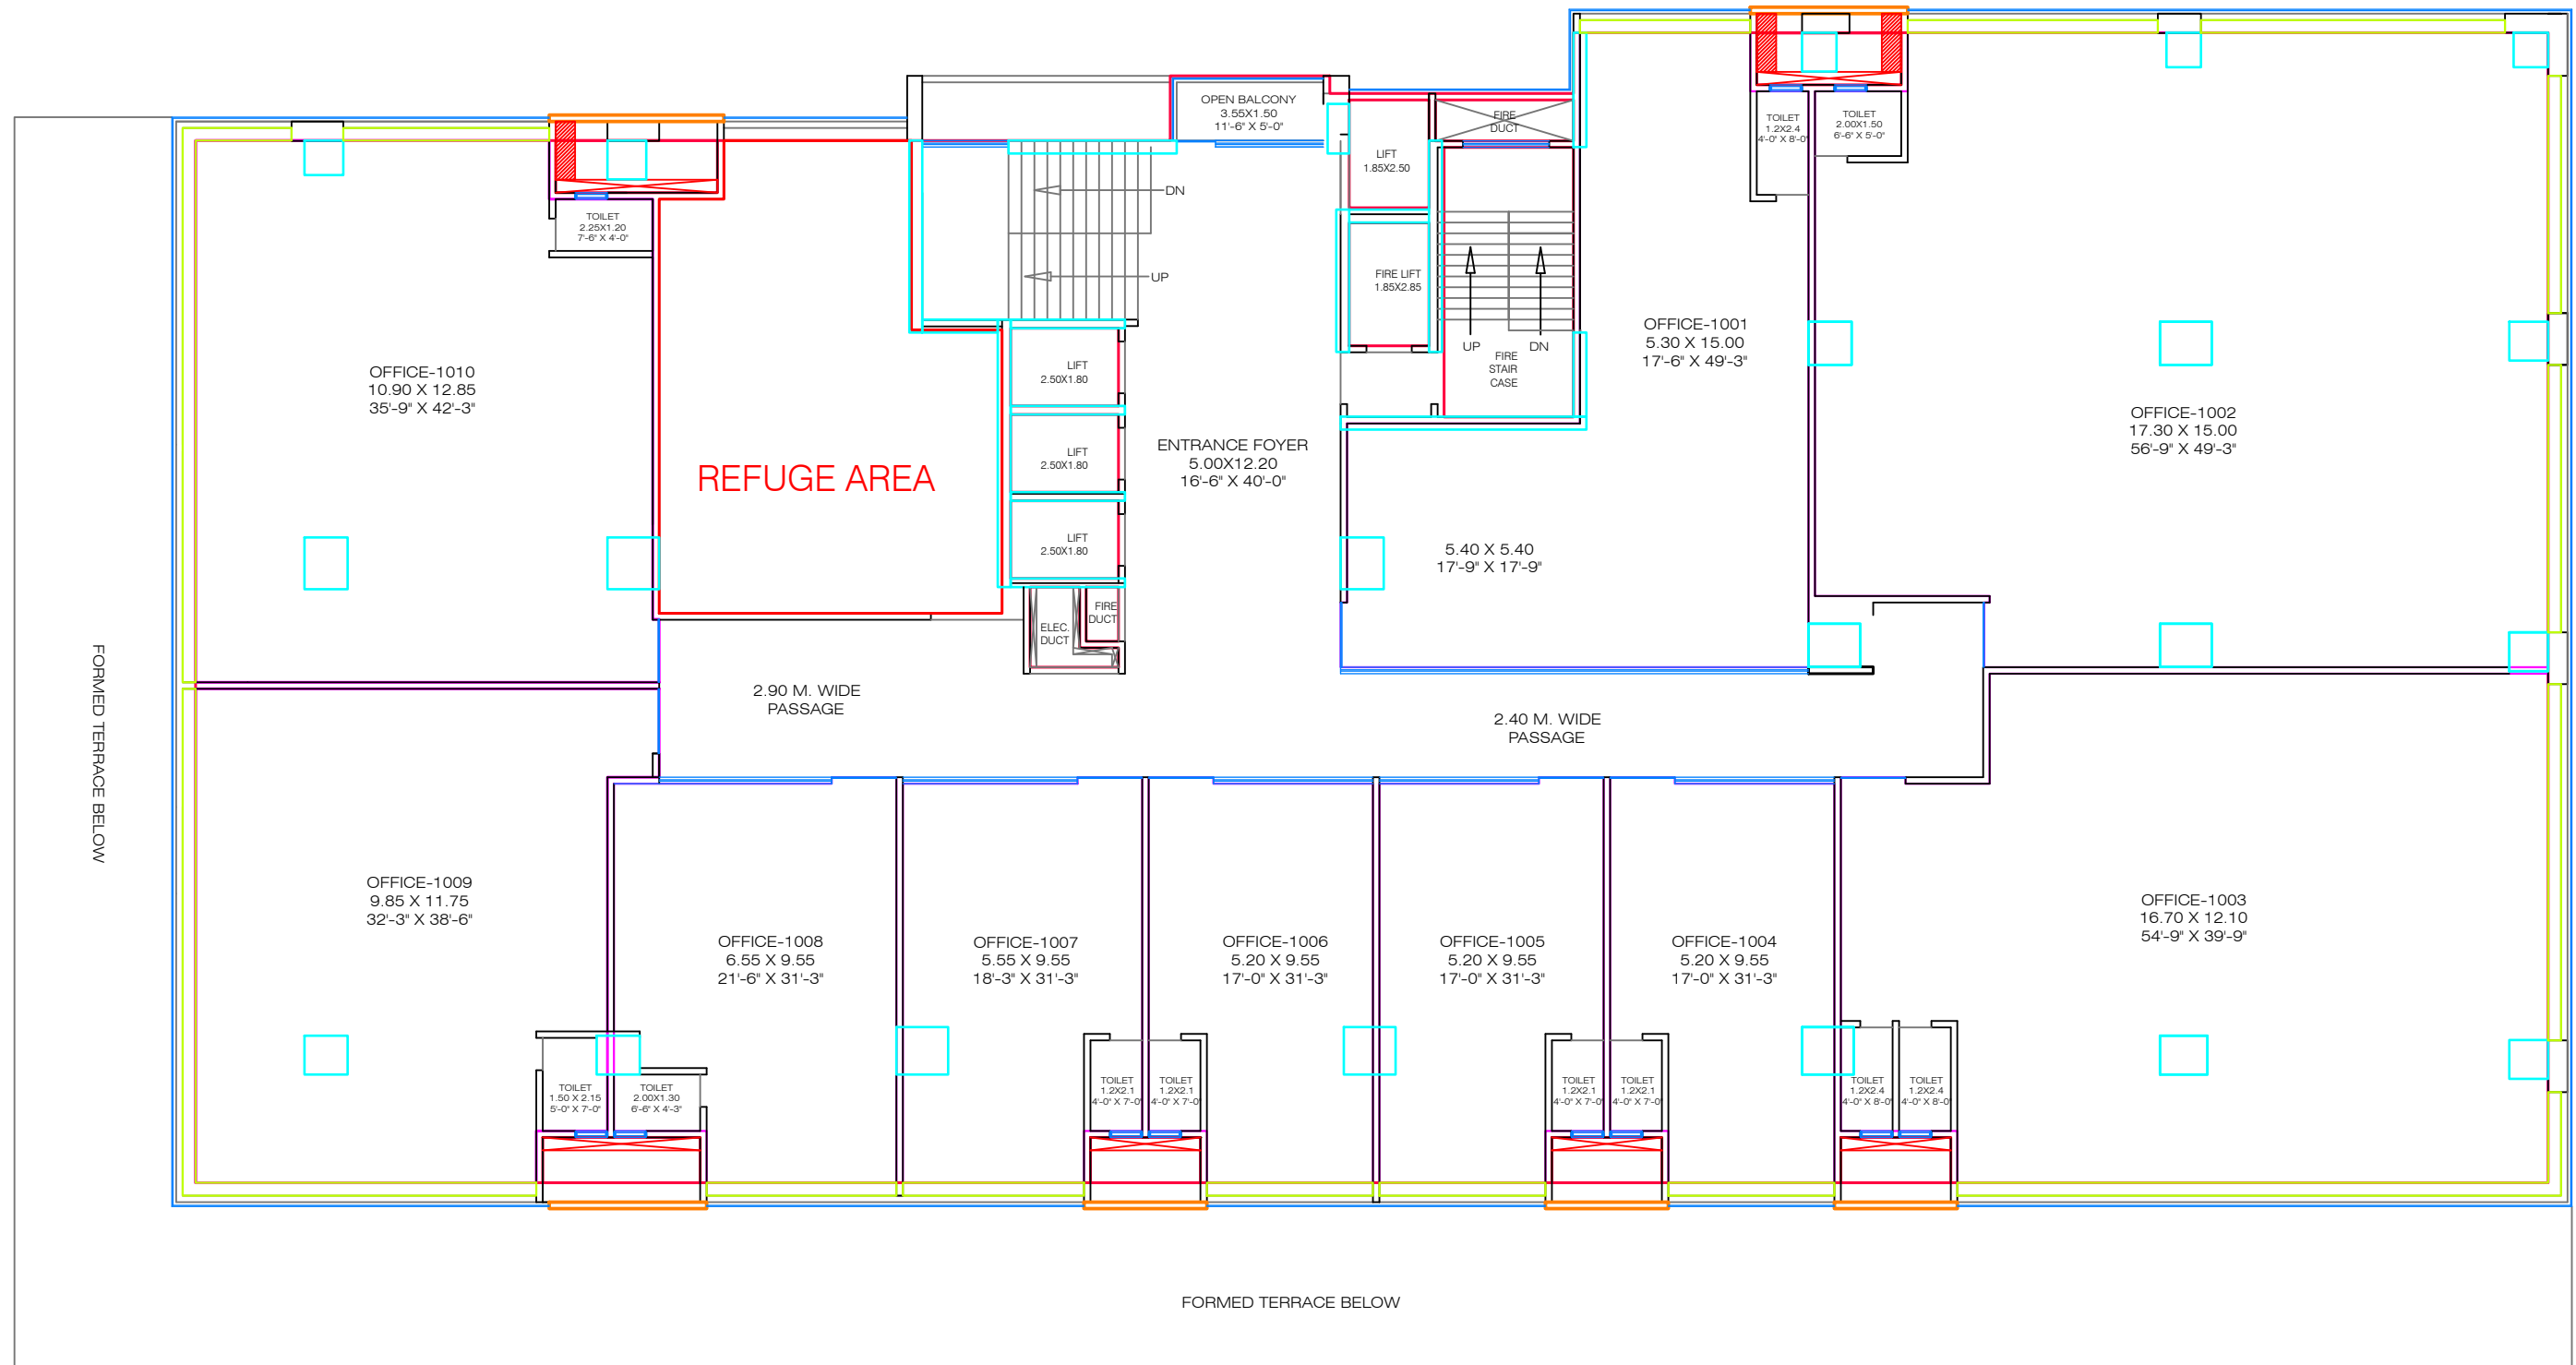 OPEN BALCONY
3.55X1.50
11'-6" X 5'-0"
FIRE
DUCT
TOILET
1.2X2.4
4'-0" X 8'-0"
TOILET
2.00X1.50
6'-6" X 5'-0"
LIFT
1.85X2.50
DN
TOILET
2.25X1.20
7'-6" X 4'-0"
UP
FIRE LIFT
1.85X2.85
UP
DN
FIRE
STAIR
CASE
OFFICE-1001
5.30 X 15.00
17'-6" X 49'-3"
OFFICE-1010
10.90 X 12.85
35'-9" X 42'-3"
LIFT
2.50X1.80
OFFICE-1002
17.30 X 15.00
56'-9" X 49'-3"
REFUGE AREA
LIFT
2.50X1.80
ENTRANCE FOYER
5.00X12.20
16'-6" X 40'-0"
LIFT
2.50X1.80
5.40 X 5.40
17'-9" X 17'-9"
ELEC.
DUCT
FIRE
DUCT
FORMED TERRACE BELOW
2.90 M. WIDE
PASSAGE
2.40 M. WIDE
PASSAGE
OFFICE-1009
9.85 X 11.75
32'-3" X 38'-6"
OFFICE-1008
6.55 X 9.55
21'-6" X 31'-3"
OFFICE-1007
5.55 X 9.55
18'-3" X 31'-3"
OFFICE-1006
5.20 X 9.55
17'-0" X 31'-3"
OFFICE-1005
5.20 X 9.55
17'-0" X 31'-3"
OFFICE-1004
5.20 X 9.55
17'-0" X 31'-3"
OFFICE-1003
16.70 X 12.10
54'-9" X 39'-9"
TOILET
1.50 X 2.15
5'-0" X 7'-0"
TOILET
2.00X1.30
6'-6" X 4'-3"
TOILET
1.2X2.1
4'-0" X 7'-0"
TOILET
1.2X2.1
4'-0" X 7'-0"
TOILET
1.2X2.1
4'-0" X 7'-0"
TOILET
1.2X2.1
4'-0" X 7'-0"
TOILET
1.2X2.4
4'-0" X 8'-0"
TOILET
1.2X2.4
4'-0" X 8'-0"
FORMED TERRACE BELOW